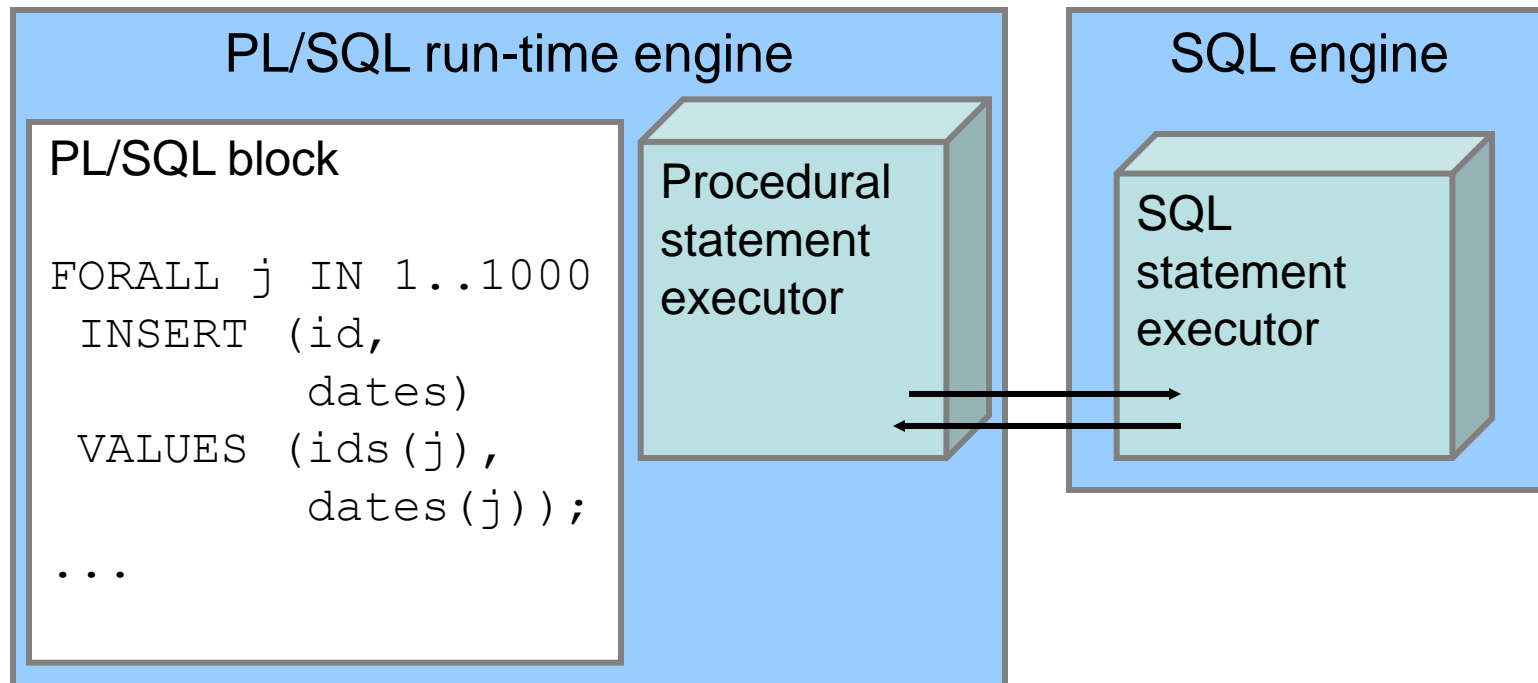 PL/SQL run-time engine
PL/SQL block
FORALL j IN 1..1000
INSERT (id,
dates)
VALUES (ids(j),
dates(j));
...
Procedural
statement
executor
SQL engine
SQL
statement
executor